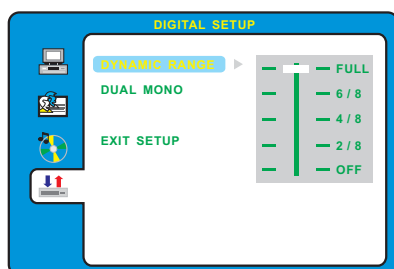 DIGITAL SETUP
DYNAMIC RANGE
DUAL MONO
EXIT SETUP
FULL
6 / 8
4 / 8
2 / 8
OFF